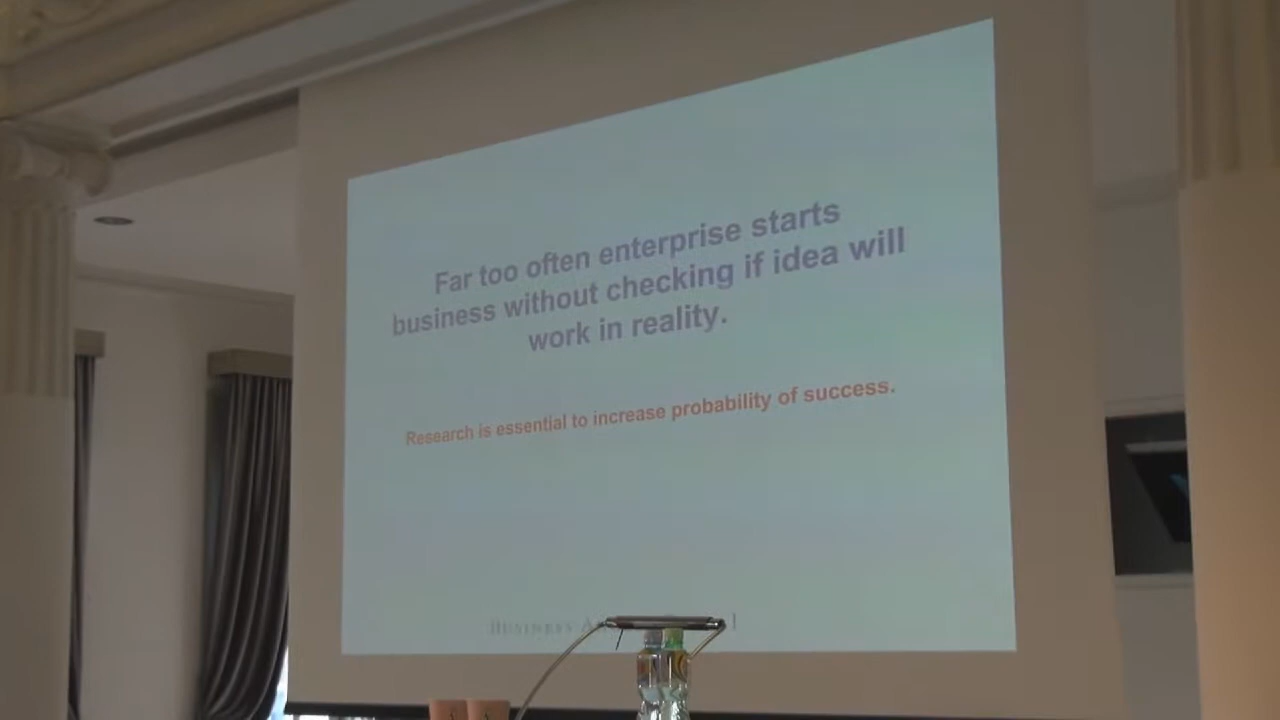 Far too often enterprise starts
business without checking if idea will
work in reality.
Research is essential to increase probability of success.
BUSINESS